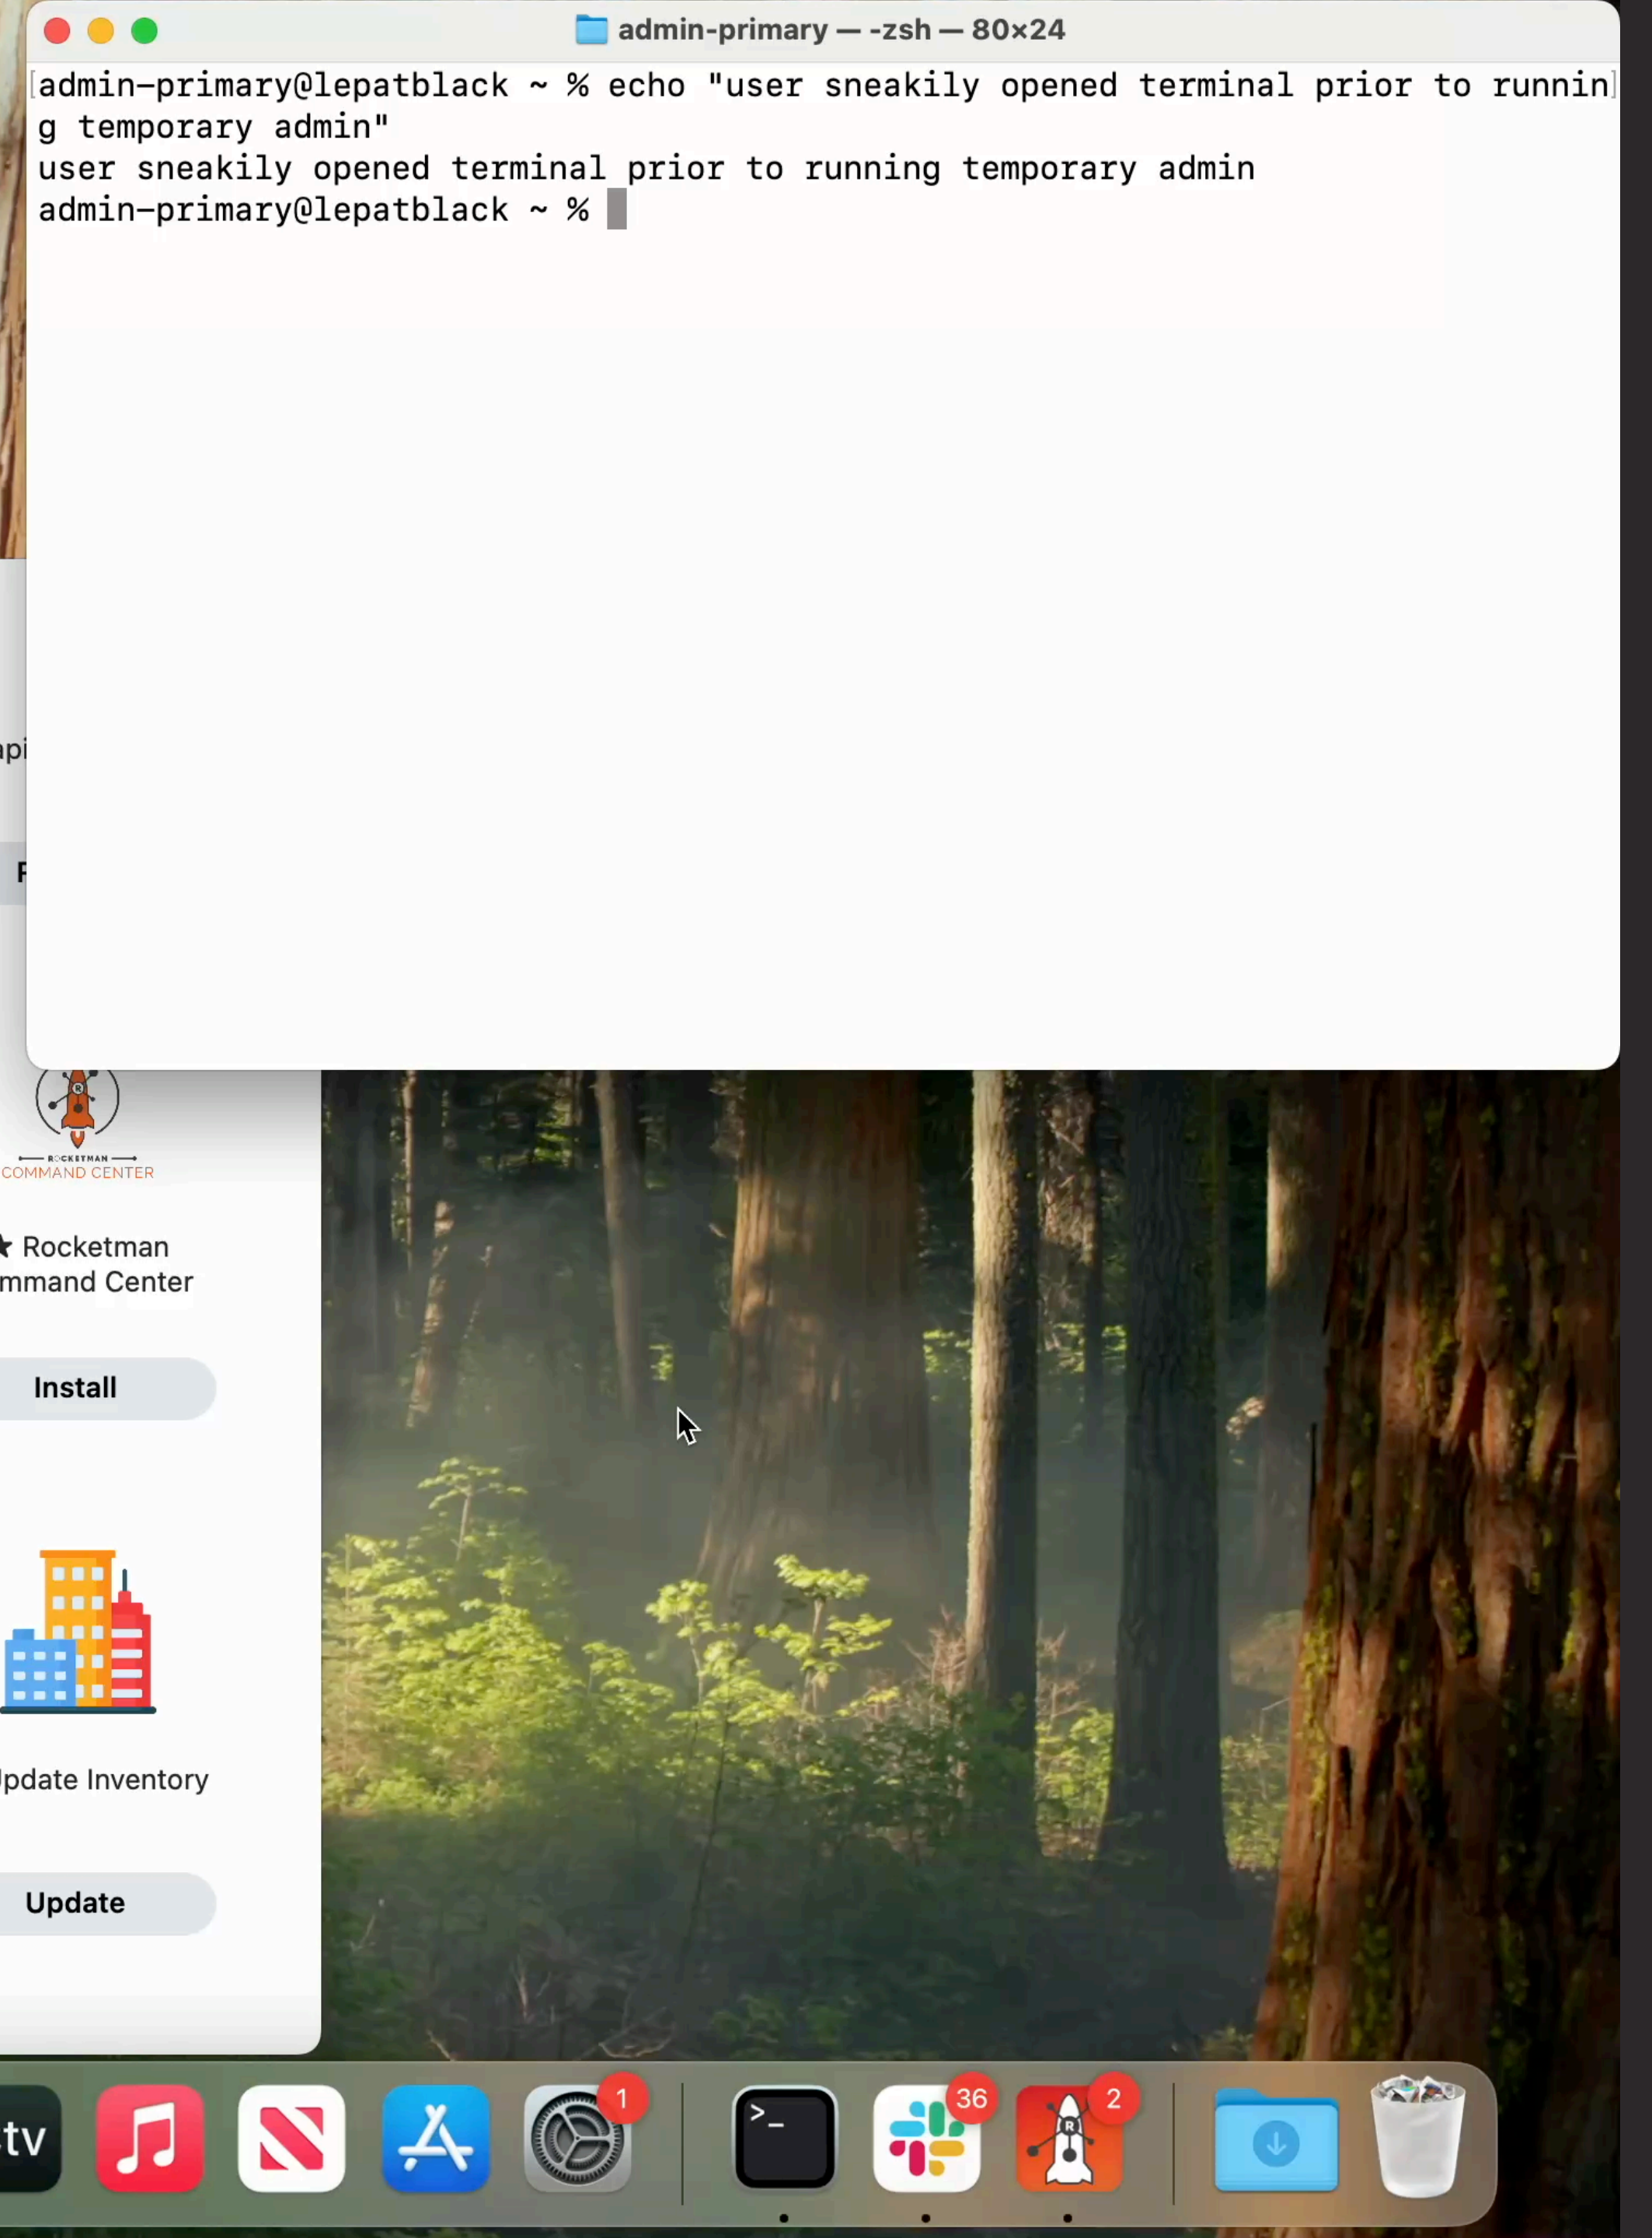 admin-primary — -zsh — 80×24
[admin-primary@lepatblack ~ % echo "user sneakily opened terminal prior to runnin]
g temporary admin"
user sneakily opened terminal prior to running temporary admin
admin-primary@lepatblack ~ %
api
F
R
ROCKETMAN
COMMAND CENTER
★ Rocketman
mmand Center
Install
pdate Inventory
Update
tv
1
>_
36
R
2